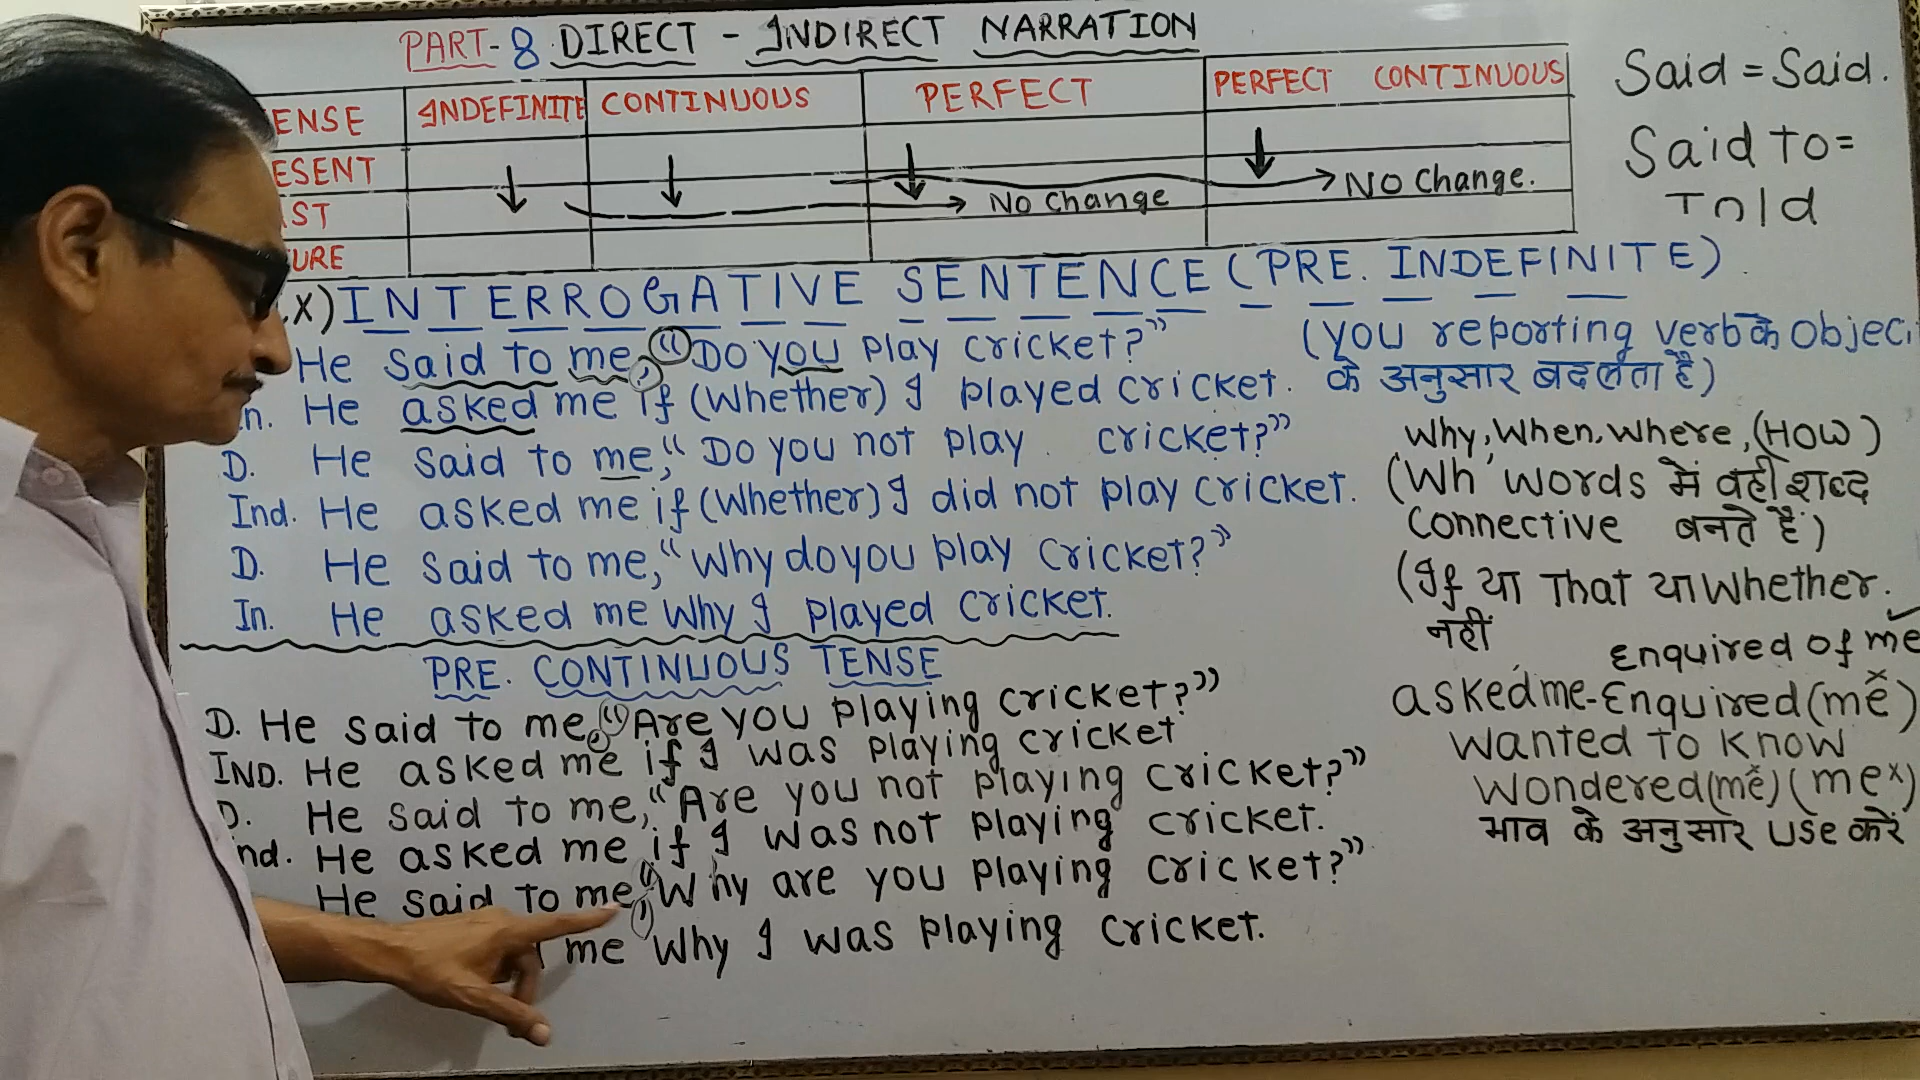 PART-8 DIRECT - INDIRECT NARRATION
ENSE INDEFINITE CONTINUOUS PERFECT PERFECT CONTINUOUS
ESENT
NO Change.
AST
No change
URE
Said = Said.
Said To =
Told
X) INTERROGATIVE SENTENCE (PRE. INDEFINITE)
He said to me, "Do you play cricket?"
n. He asked me if (whether) I played cricket.
(you reporting verb के objec
के अनुसार बदलता है)
D. He said to me, "Do you not play cricket?"
Ind. He asked me if (whether) I did not play cricket.
D. He said to me, "Why do you play cricket?"
In. He asked me why I played cricket.
Why, When, Where, (How)
(Wh' words में वही शब्द
Connective बनते हैं)
(If या That या Whether.
नहीं
PRE. CONTINUOUS TENSE
D. He said to me, "Are you playing cricket?"
IND. He asked me if I was playing cricket
D. He said to me, "Are you not playing cricket?"
nd. He asked me if I was not playing cricket.
He said to me, "Why are you playing cricket?"
me why I was playing cricket.
Enquired of me
asked me - Enquired (me x)
Wanted to know
Wondered (me x) (me x)
भाव के अनुसार use करें